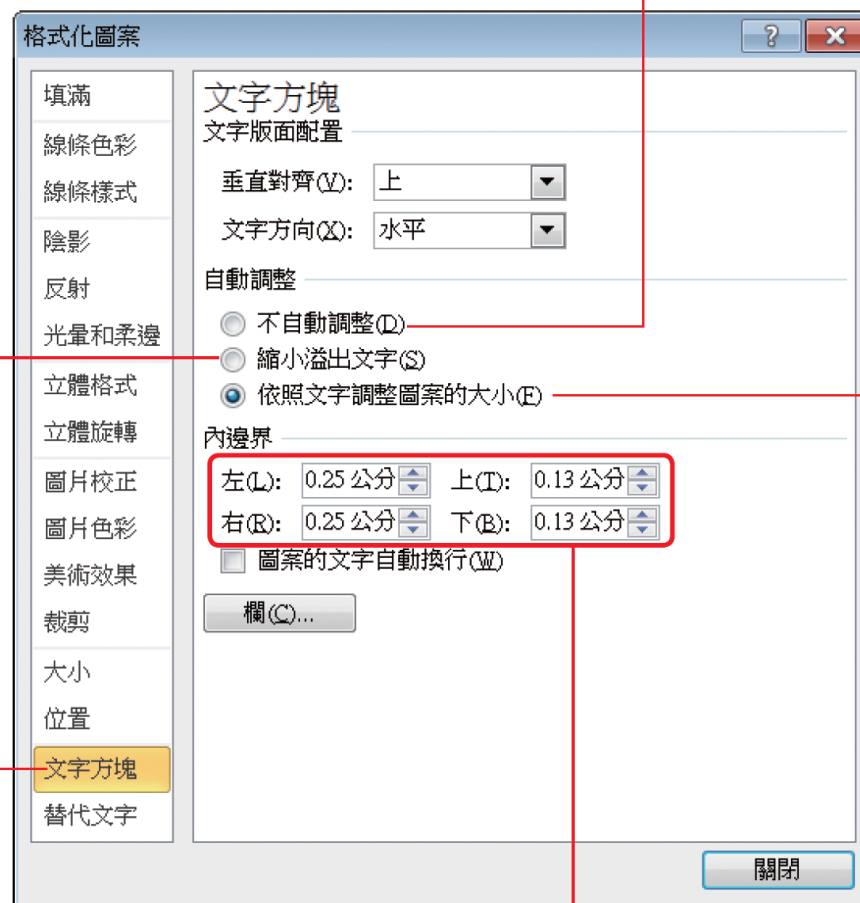 格式化圖案
填滿
線條色彩
線條樣式
陰影
反射
光暈和柔邊
立體格式
立體旋轉
圖片校正
圖片色彩
美術效果
裁剪
大小
位置
文字方塊
替代文字
文字方塊
文字版面配置
垂直對齊(V): 上
文字方向(X): 水平
自動調整
不自動調整(D)
縮小溢出文字(S)
依照文字調整圖案的大小(F)
內邊界
左(L): 0.25 公分 上(T): 0.13 公分
右(R): 0.25 公分 下(B): 0.13 公分
圖案的文字自動換行(W)
欄(C)...
關閉